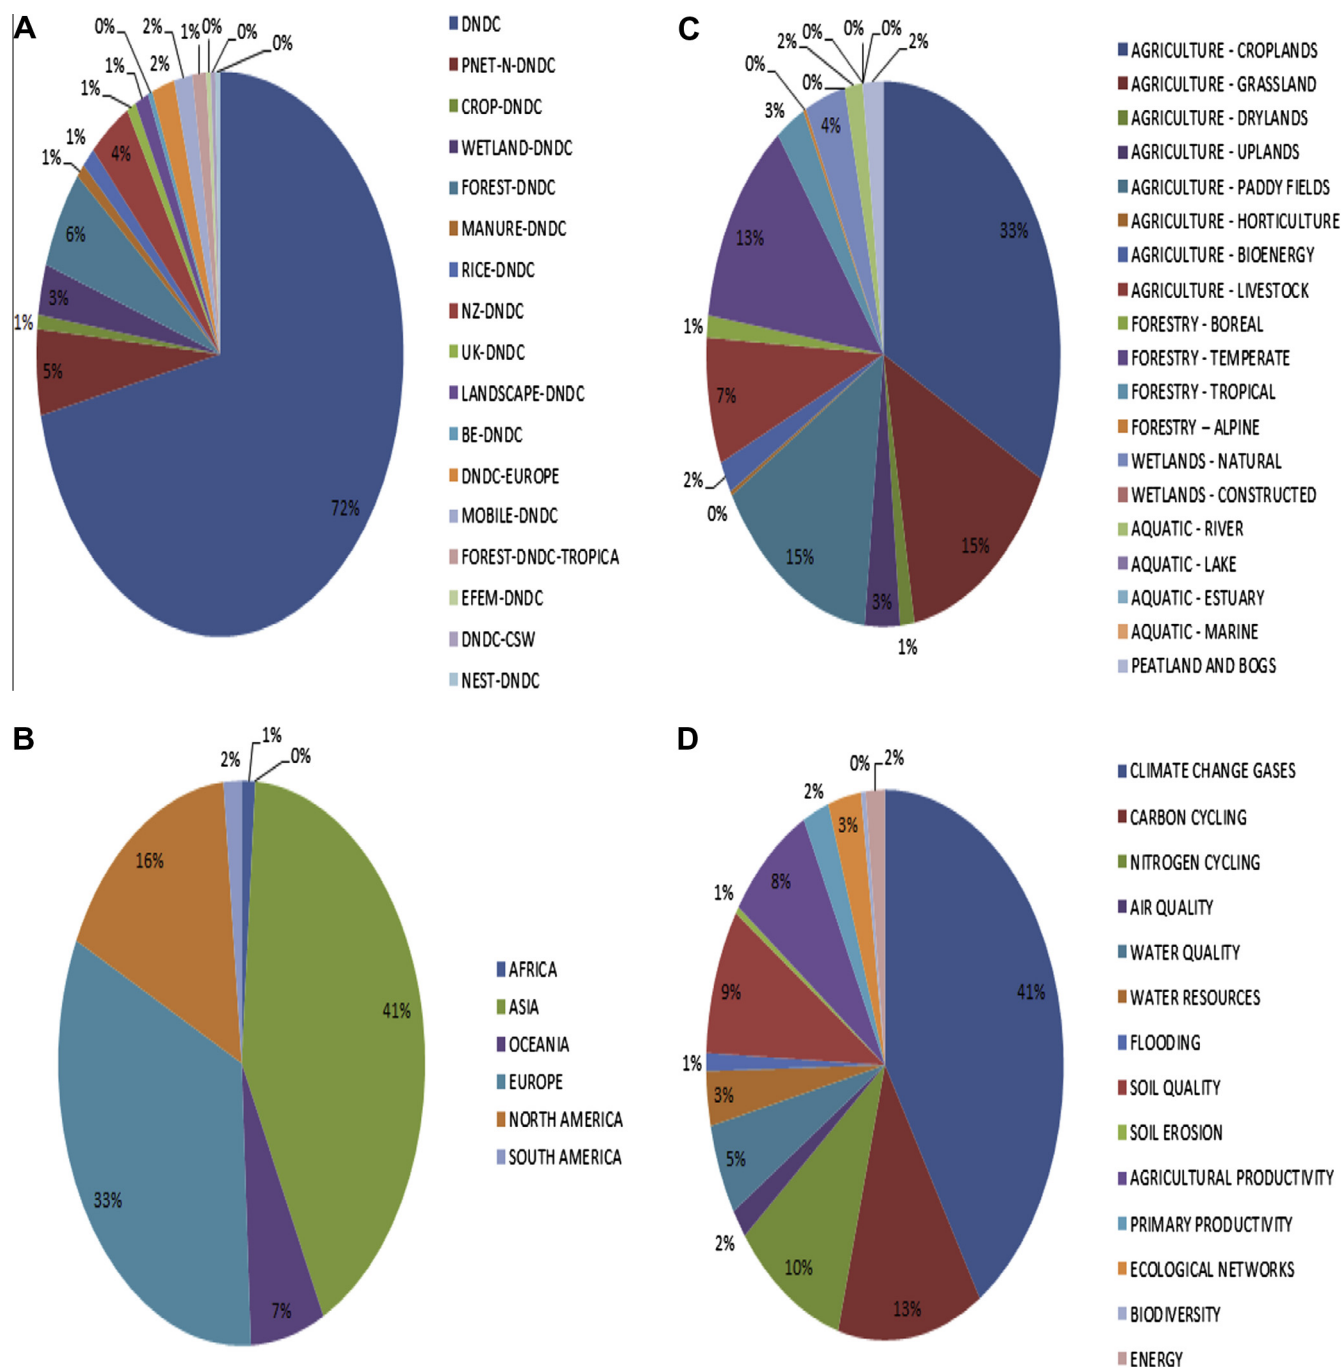 A
0%
2%
1%
0%
0%
0%
1%
2%
1%
1%
1%
4%
6%
3%
1%
5%
72%
DNDC
PNET-N-DNDC
CROP-DNDC
WETLAND-DNDC
FOREST-DNDC
MANURE-DNDC
RICE-DNDC
NZ-DNDC
UK-DNDC
LANDSCAPE-DNDC
BE-DNDC
DNDC-EUROPE
MOBILE-DNDC
FOREST-DNDC-TROPICA
EFEM-DNDC
DNDC-CSW
NEST-DNDC
C
0%
0%
2%
2%
0%
0%
3%
4%
33%
13%
1%
7%
2%
0%
15%
3%
1%
15%
AGRICULTURE - CROPLANDS
AGRICULTURE - GRASSLAND
AGRICULTURE - DRYLANDS
AGRICULTURE - UPLANDS
AGRICULTURE - PADDY FIELDS
AGRICULTURE - HORTICULTURE
AGRICULTURE - BIOENERGY
AGRICULTURE - LIVESTOCK
FORESTRY - BOREAL
FORESTRY - TEMPERATE
FORESTRY - TROPICAL
FORESTRY – ALPINE
WETLANDS - NATURAL
WETLANDS - CONSTRUCTED
AQUATIC - RIVER
AQUATIC - LAKE
AQUATIC - ESTUARY
AQUATIC - MARINE
PEATLAND AND BOGS
B
2%
1%
0%
16%
41%
33%
7%
AFRICA
ASIA
OCEANIA
EUROPE
NORTH AMERICA
SOUTH AMERICA
D
0%
2%
2%
3%
8%
1%
9%
1%
3%
5%
2%
10%
13%
41%
CLIMATE CHANGE GASES
CARBON CYCLING
NITROGEN CYCLING
AIR QUALITY
WATER QUALITY
WATER RESOURCES
FLOODING
SOIL QUALITY
SOIL EROSION
AGRICULTURAL PRODUCTIVITY
PRIMARY PRODUCTIVITY
ECOLOGICAL NETWORKS
BIODIVERSITY
ENERGY